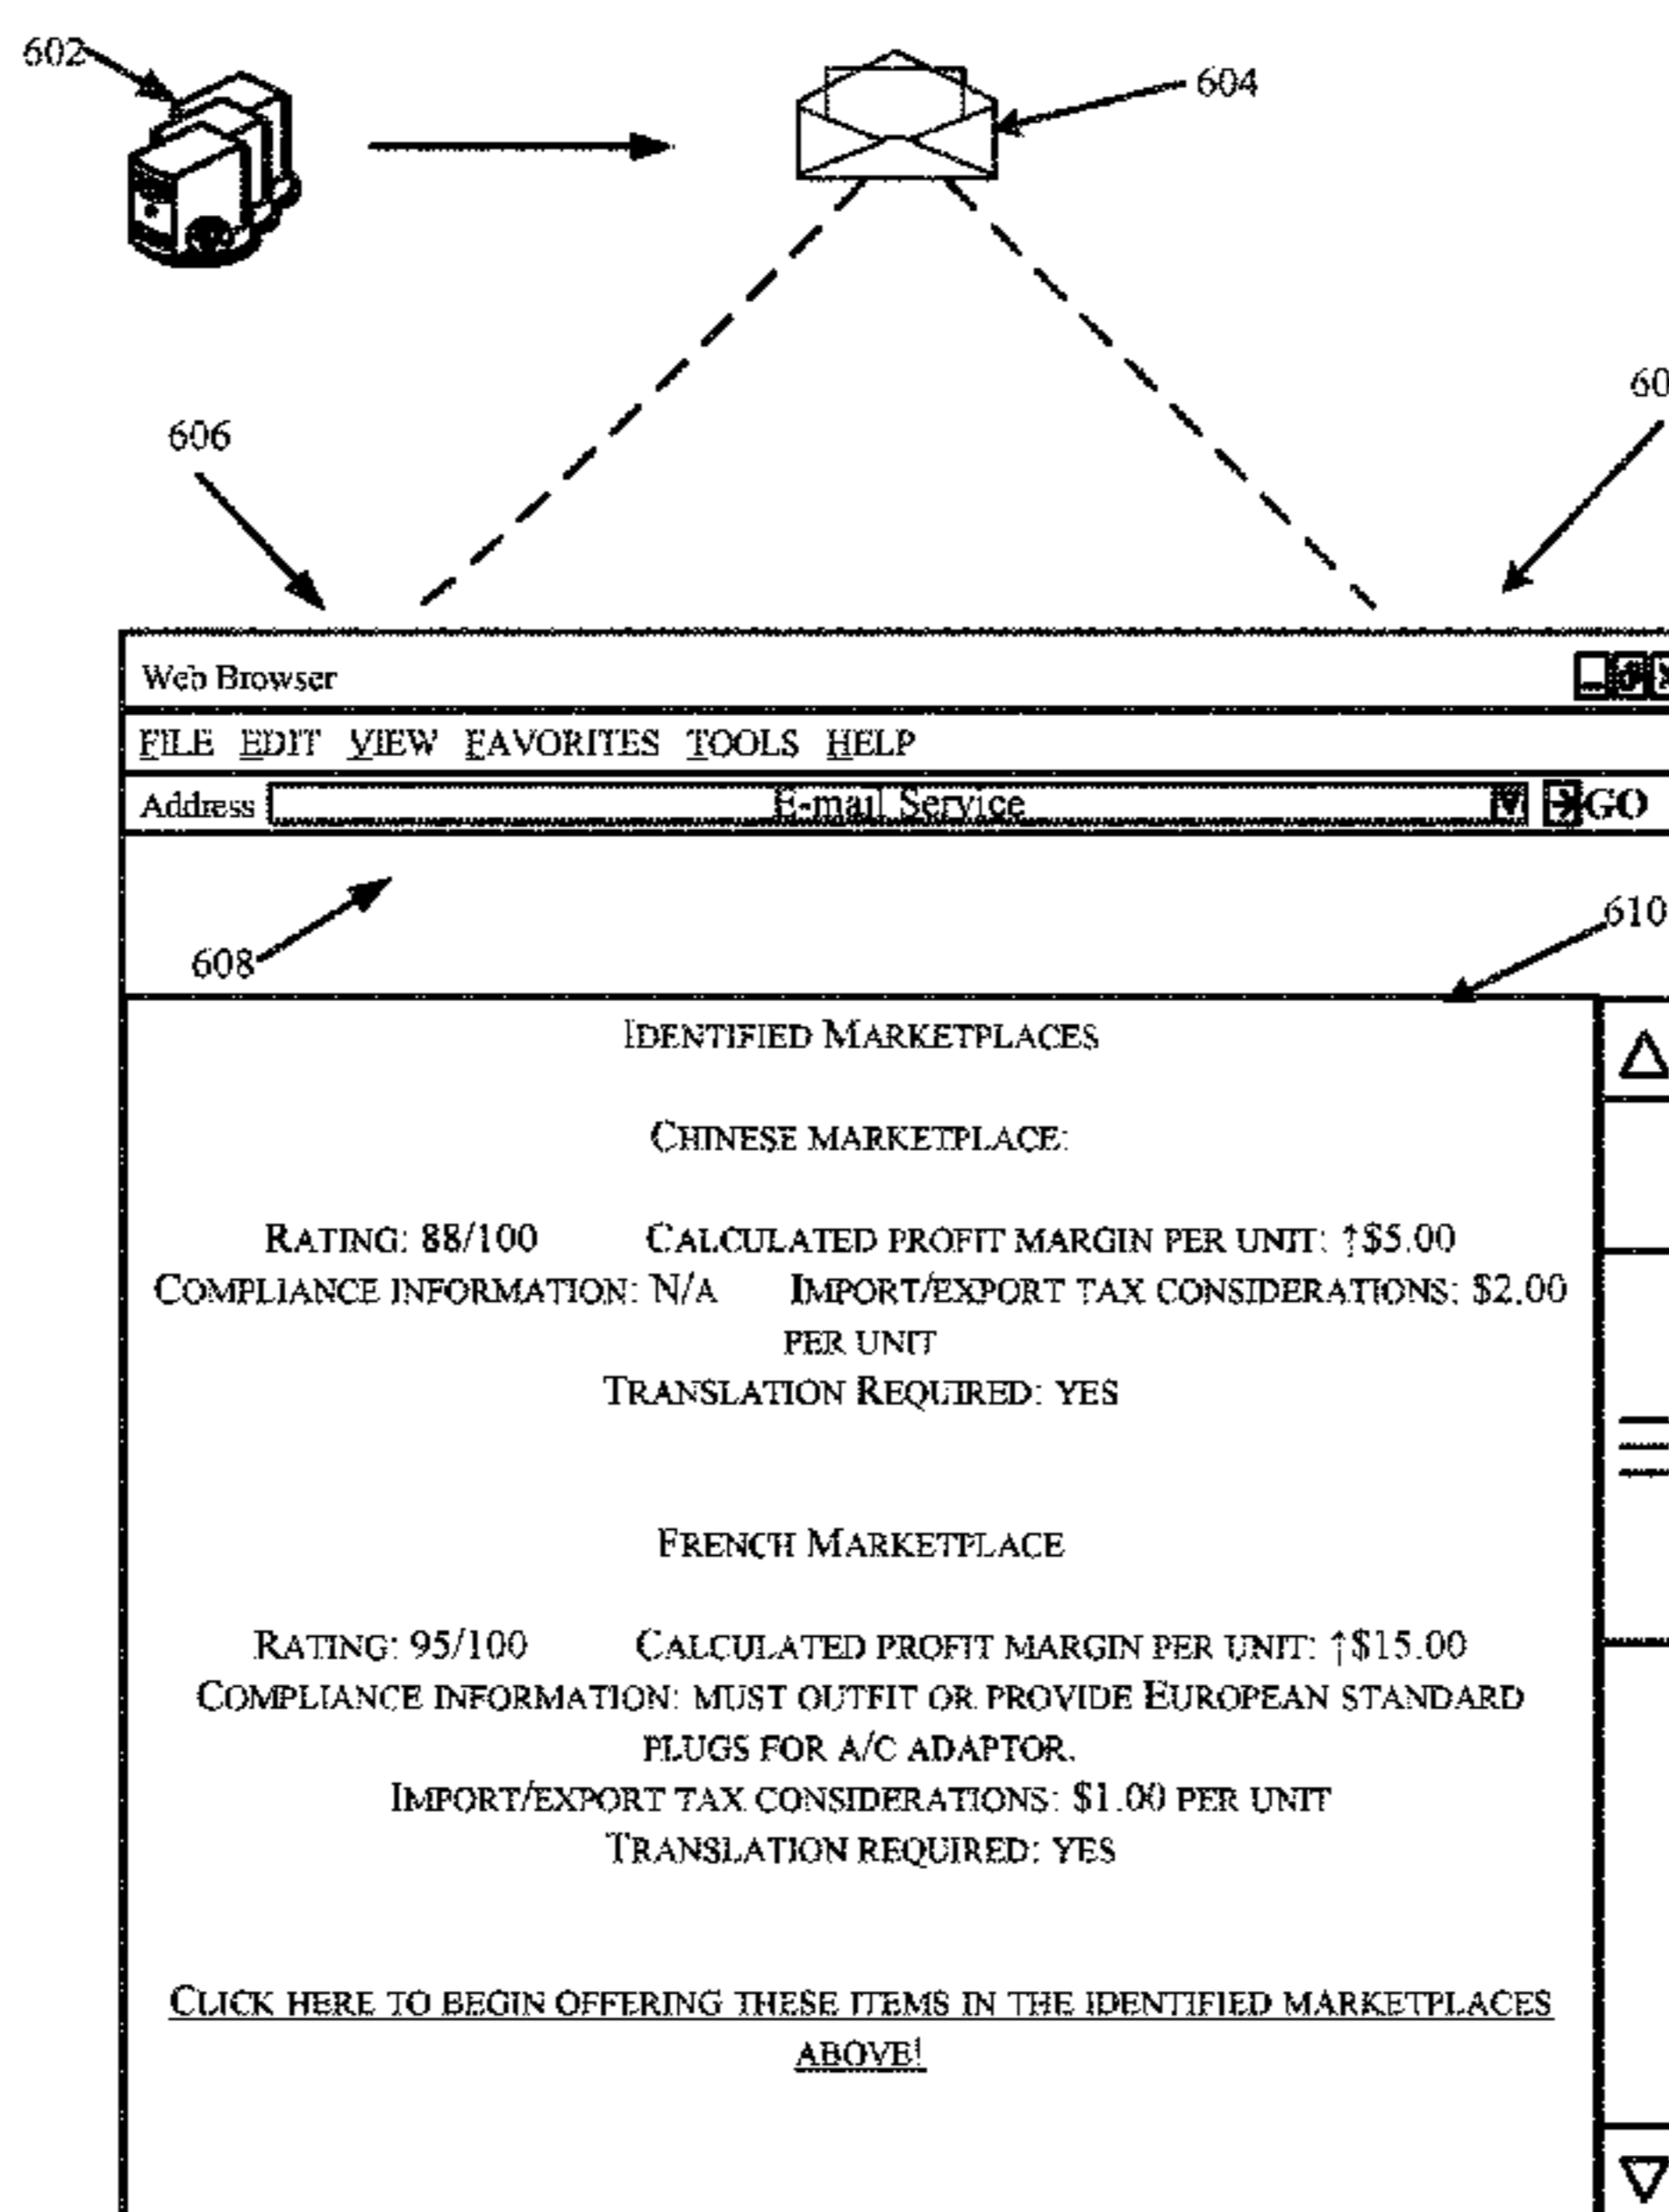 602
604
60
606
Web Browser
FILE EDIT VIEW FAVORITES TOOLS HELP
Address E-mail Service GO
610
608
IDENTIFIED MARKETPLACES
CHINESE MARKETPLACE:
RATING: 88/100 CALCULATED PROFIT MARGIN PER UNIT: ↑$5.00
COMPLIANCE INFORMATION: N/A IMPORT/EXPORT TAX CONSIDERATIONS: $2.00
PER UNIT
TRANSLATION REQUIRED: YES
FRENCH MARKETPLACE
RATING: 95/100 CALCULATED PROFIT MARGIN PER UNIT: ↑$15.00
COMPLIANCE INFORMATION: MUST OUTFIT OR PROVIDE EUROPEAN STANDARD
PLUGS FOR A/C ADAPTOR.
IMPORT/EXPORT TAX CONSIDERATIONS: $1.00 PER UNIT
TRANSLATION REQUIRED: YES
CLICK HERE TO BEGIN OFFERING THESE ITEMS IN THE IDENTIFIED MARKETPLACES
ABOVE!